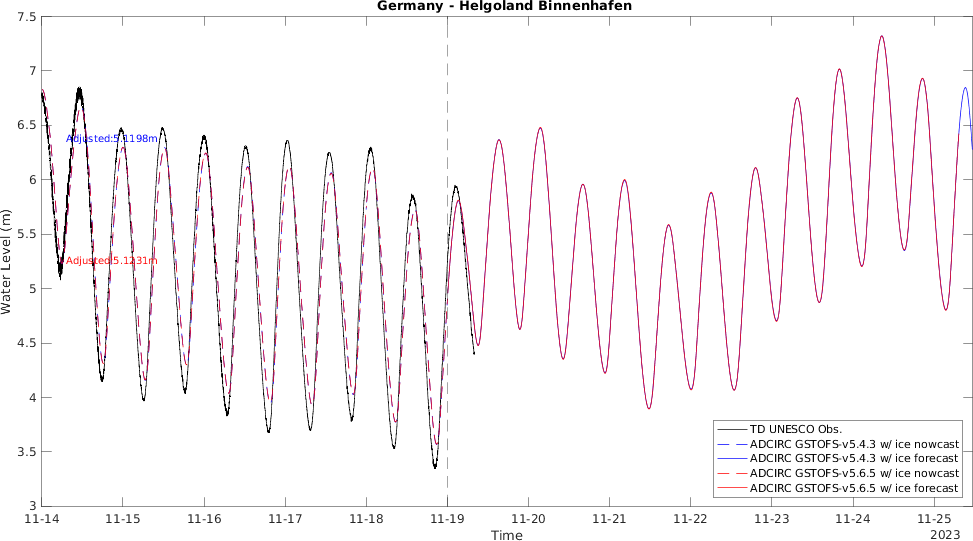 Germany - Helgoland Binnenhafen
7.5
7
6.5
6
5.5
5
4.5
4
3.5
3
Water Level (m)
Adjusted:5.1198m
Adjusted:5.1231m
TD UNESCO Obs.
ADCIRC GSTOFS-v5.4.3 w/ ice nowcast
ADCIRC GSTOFS-v5.4.3 w/ ice forecast
ADCIRC GSTOFS-v5.6.5 w/ ice nowcast
ADCIRC GSTOFS-v5.6.5 w/ ice forecast
11-14 11-15 11-16 11-17 11-18 11-19 11-20 11-21 11-22 11-23 11-24 11-25
Time 2023